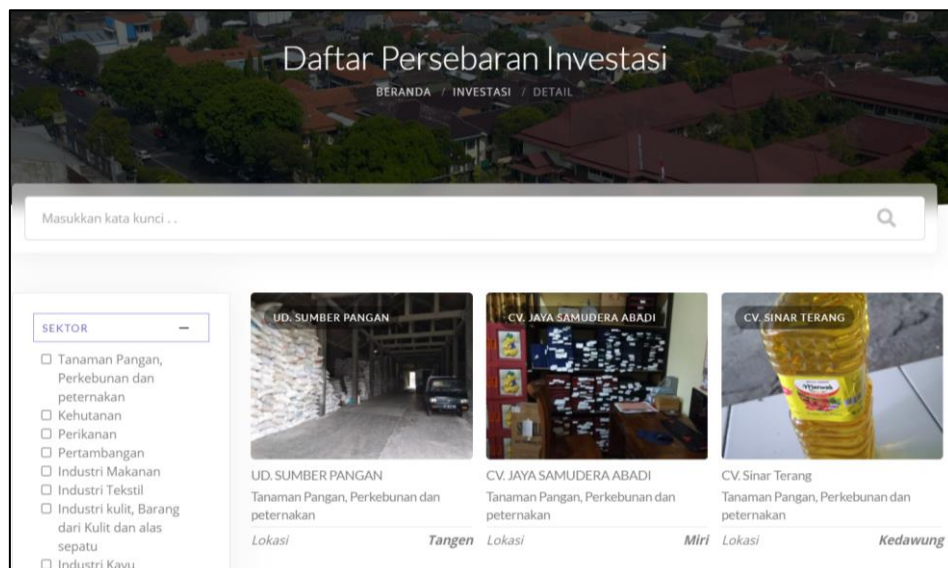 Daftar Persebaran Investasi
BERANDA / INVESTASI / DETAIL
Masukkan kata kunci . .
SEKTOR
Tanaman Pangan,
Perkebunan dan
peternakan
Kehutanan
Perikanan
Pertambangan
Industri Makanan
Industri Tekstil
Industri kulit, Barang
dari Kulit dan alas
sepatu
Industri Kayu
UD. SUMBER PANGAN
UD. SUMBER PANGAN
Tanaman Pangan, Perkebunan dan
peternakan
Lokasi Tangen
CV. JAYA SAMUDERA ABADI
CV. JAYA SAMUDERA ABADI
Tanaman Pangan, Perkebunan dan
peternakan
Lokasi Miri
CV. SINAR TERANG
CV. Sinar Terang
Tanaman Pangan, Perkebunan dan
peternakan
Lokasi Kedawung